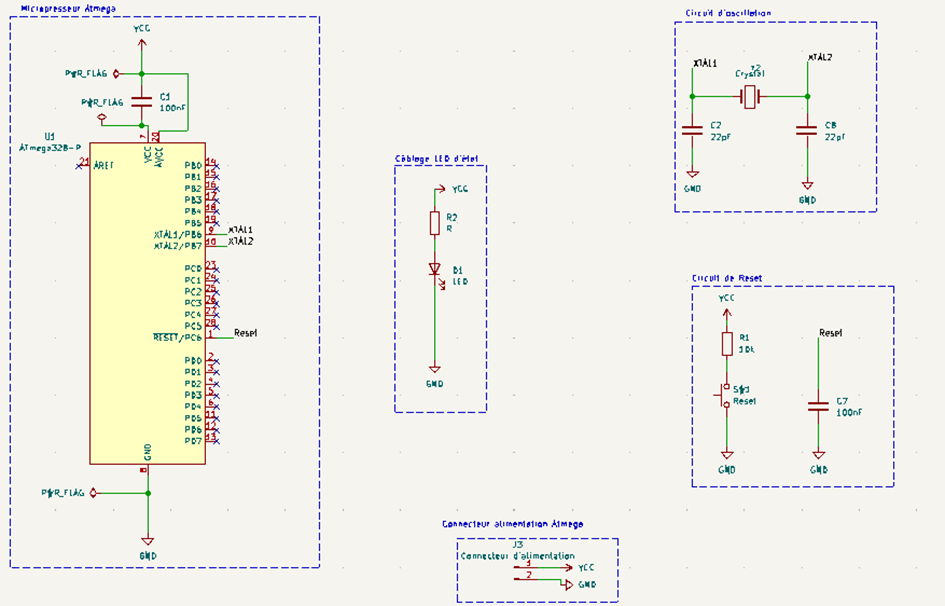 Micropresseur Atmega
VCC
PWR_FLAG
PWR_FLAG
C1
100nF
U1
ATmega328-P
7
20
VCC
AVCC
21
AREF
PB0
14
PB1
15
PB2
16
PB3
17
PB4
18
PB5
19
XTAL1/PB6
9
XTAL1
XTAL2/PB7
10
XTAL2
PC0
23
PC1
24
PC2
25
PC3
26
PC4
27
PC5
28
RESET/PC6
1
Reset
PD0
2
PD1
3
PD2
4
PD3
5
PD4
6
PD5
11
PD6
12
PD7
13
GND
8
PWR_FLAG
GND
Câblage LED d'état
VCC
R2
R
D1
LED
GND
Connecteur alimentation Atmega
J3
Connecteur d'alimentation
1
VCC
2
GND
Circuit d'oscillation
XTAL1
Y2
Crystal
XTAL2
C2
22pF
C8
22pF
GND
GND
Circuit de Reset
VCC
R1
10k
Reset
Reset
C7
100nF
GND
GND